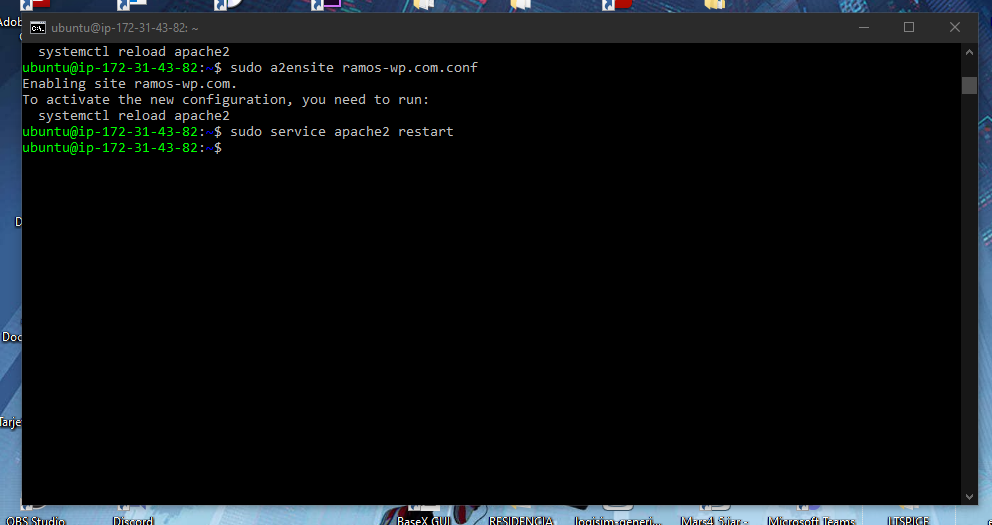 Adob
ubuntu@ip-172-31-43-82: ~
systemctl reload apache2
ubuntu@ip-172-31-43-82:~$ sudo a2ensite ramos-wp.com.conf
Enabling site ramos-wp.com.
To activate the new configuration, you need to run:
systemctl reload apache2
ubuntu@ip-172-31-43-82:~$ sudo service apache2 restart
ubuntu@ip-172-31-43-82:~$
D
Doc
Tarje
OBS Studio
Discord
BaseX GUI
RESIDENCIA
logisim-generi...
Mars4_5.jar -
Microsoft Teams
LTSPICE